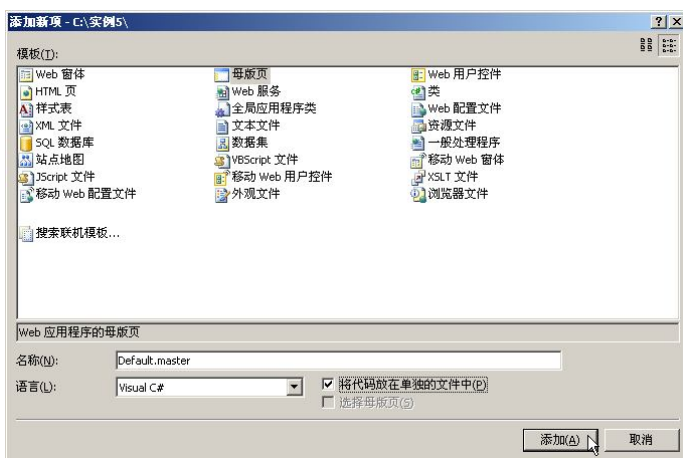 添加新项 - C:\实例5\
模板(T):
Web 窗体 母版页 Web 用户控件
HTML 页 Web 服务 类
样式表 全局应用程序类 Web 配置文件
XML 文件 文本文件 资源文件
SQL 数据库 数据集 一般处理程序
站点地图 VBScript 文件 移动 Web 窗体
JScript 文件 移动 Web 用户控件 XSLT 文件
移动 Web 配置文件 外观文件 浏览器文件
搜索联机模板...
Web 应用程序的母版页
名称(N): Default.master
语言(L): Visual C# 将代码放在单独的文件中(P)
选择母版页(S)
添加(A) 取消